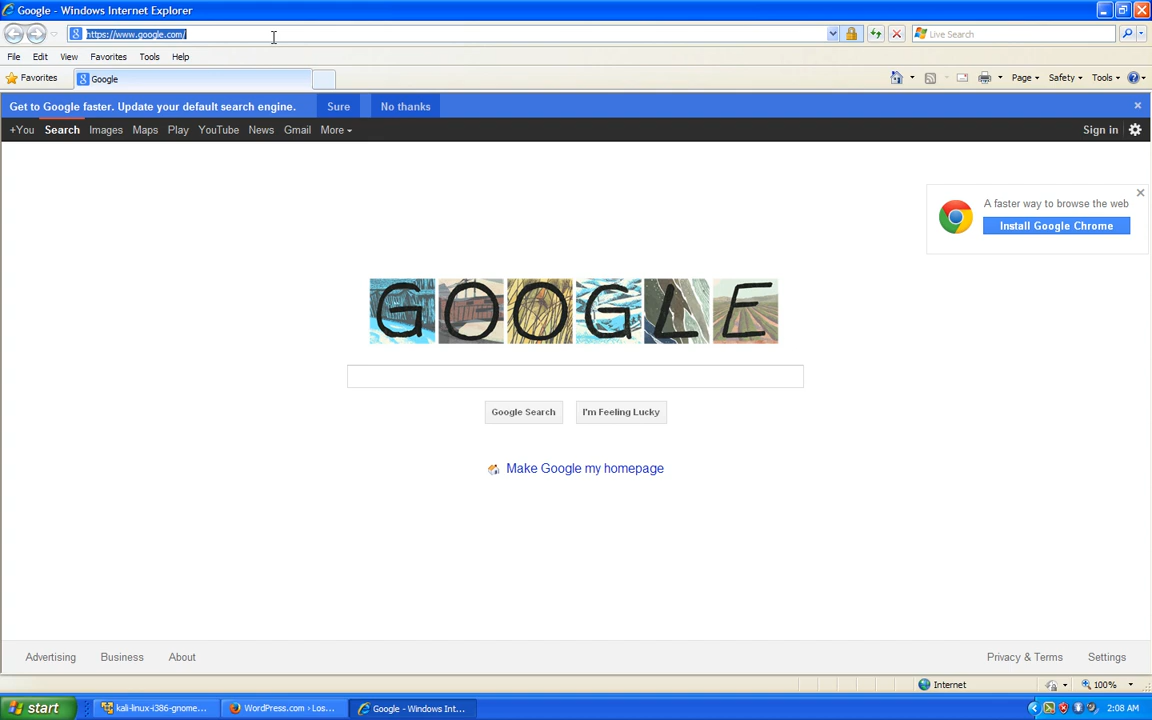 Google - Windows Internet Explorer
https://www.google.com/
Live Search
File Edit View Favorites Tools Help
Favorites Google Page Safety Tools
Get to Google faster. Update your default search engine. Sure No thanks
+You Search Images Maps Play YouTube News Gmail More Sign in
A faster way to browse the web
Install Google Chrome
GOOGLE
Google Search I'm Feeling Lucky
Make Google my homepage
Advertising Business About Privacy & Terms Settings
Internet 100%
start kali-linux-i386-gnome... WordPress.com › Los... Google - Windows Int... 2:08 AM